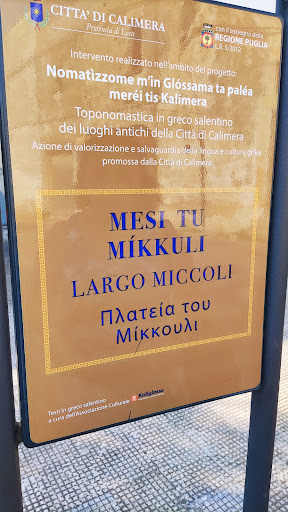 CITTA' DI CALIMERA
Provincia di Lecce
con il sostegno della
REGIONE PUGLIA
L.R. 5/2012
Intervento realizzato nell'ambito del progetto:
Nomatìzzome m'in Glóssama ta paléa
meréi tis Kalimera
Toponomastica in greco salentino
dei luoghi antichi della Città di Calimera
Azione di valorizzazione e salvaguardia della lingua e cultura grika
promossa dalla Città di Calimera
MESI TU
MÍKKULI
LARGO MICCOLI
Πλατεία του
Μίκκουλι
Testi in greco salentino
a cura dell'Associazione Culturale